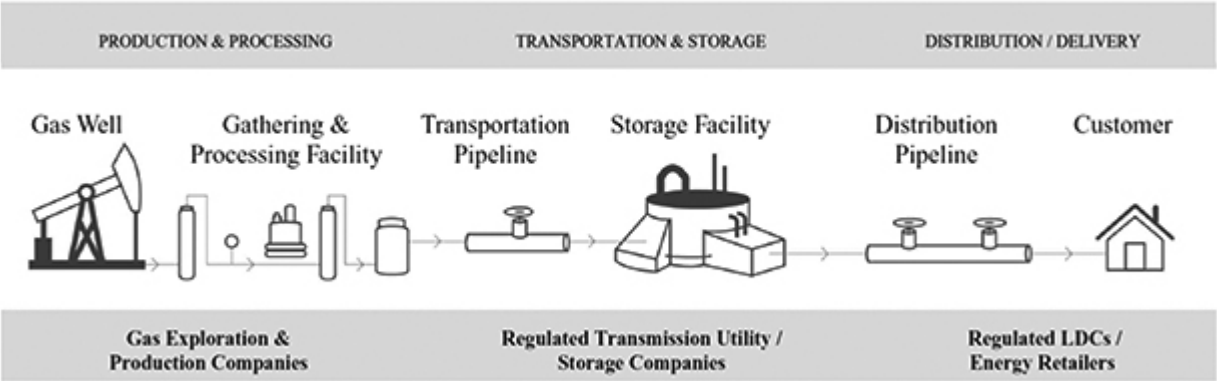 PRODUCTION & PROCESSING
TRANSPORTATION & STORAGE
DISTRIBUTION / DELIVERY
Gas Well
Gathering &
Processing Facility
Transportation
Pipeline
Storage Facility
Distribution
Pipeline
Customer
Gas Exploration &
Production Companies
Regulated Transmission Utility /
Storage Companies
Regulated LDCs /
Energy Retailers